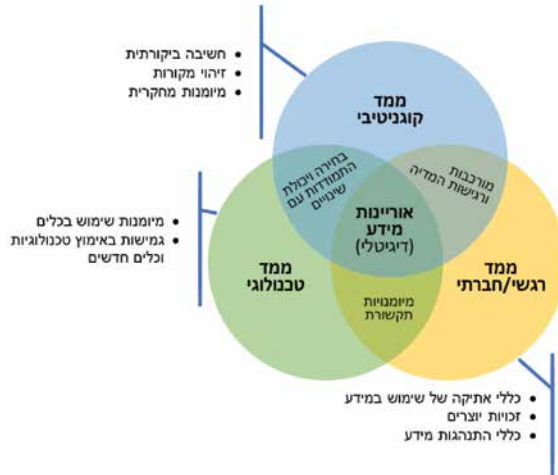 חשיבה ביקורתית
זיהוי מקורות
מיומנות מחקרית
ממד
קוגניטיבי
בחירה ויכולת
התמודדות עם
שינויים
מורכבות
ורגישות המדיה
אוריינות
מידע
(דיגיטלי)
מיומנות שימוש בכלים
גמישות באימוץ טכנולוגיות
וכלים חדשים
ממד
טכנולוגי
ממד
רגשי/חברתי
מיומנויות
תקשורת
כללי אתיקה של שימוש במידע
זכויות יוצרים
כללי התנהגות מידע